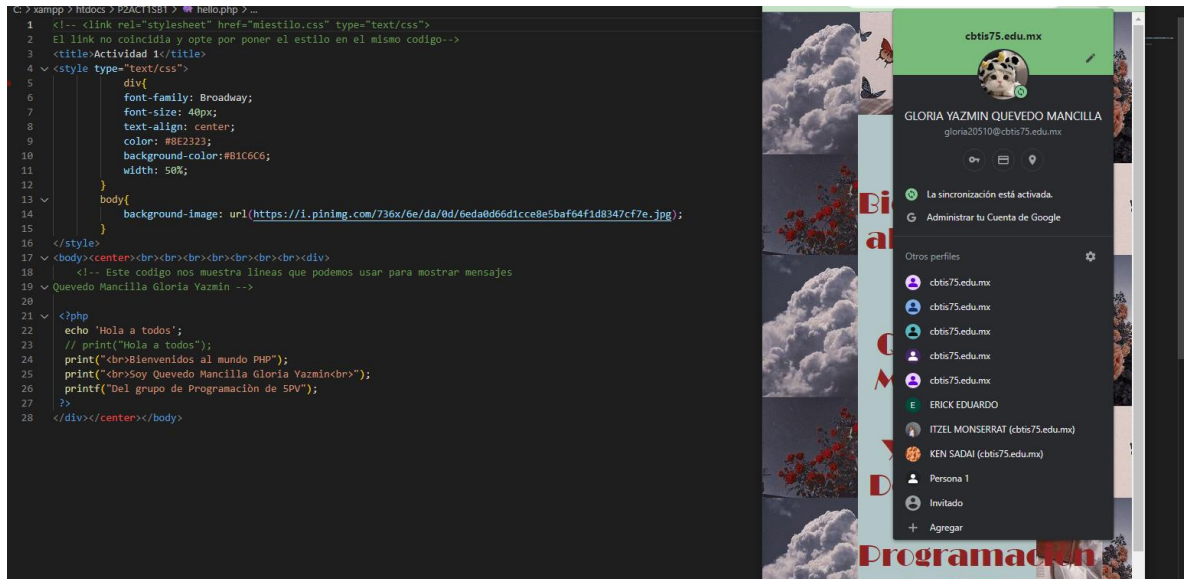 C: > xampp > htdocs > P2ACT1SB1 > hello.php > ...
1 <!-- <link rel="stylesheet" href="miestilo.css" type="text/css">
2 El link no coincidia y opte por poner el estilo en el mismo codigo-->
3 <title>Actividad 1</title>
4 <style type="text/css">
5 div{
6 font-family: Broadway;
7 font-size: 40px;
8 text-align: center;
9 color: #8E2323;
10 background-color:#B1C6C6;
11 width: 50%;
12 }
13 body{
14 background-image: url(https://i.pinimg.com/736x/6e/da/0d/6eda0d66d1cce8e5baf64f1d8347cf7e.jpg);
15 }
16 </style>
17 <body><center><br><br><br><br><br><br><br><div>
18 <!-- Este codigo nos muestra lineas que podemos usar para mostrar mensajes
19 Quevedo Mancilla Gloria Yazmin -->
20
21 <?php
22 echo 'Hola a todos';
23 // print("Hola a todos");
24 print("<br>Bienvenidos al mundo PHP");
25 print("<br>Soy Quevedo Mancilla Gloria Yazmin<br>");
26 printf("Del grupo de Programaciòn de 5PV");
27 ?>
28 </div></center></body>
cbtis75.edu.mx
GLORIA YAZMIN QUEVEDO MANCILLA
gloria20510@cbtis75.edu.mx
La sincronización está activada.
G Administrar tu Cuenta de Google
Otros perfiles
cbtis75.edu.mx
cbtis75.edu.mx
cbtis75.edu.mx
cbtis75.edu.mx
cbtis75.edu.mx
E ERICK EDUARDO
ITZEL MONSERRAT (cbtis75.edu.mx)
KEN SADAI (cbtis75.edu.mx)
Persona 1
Invitado
+ Agregar
Bi
al
M
D
Programación